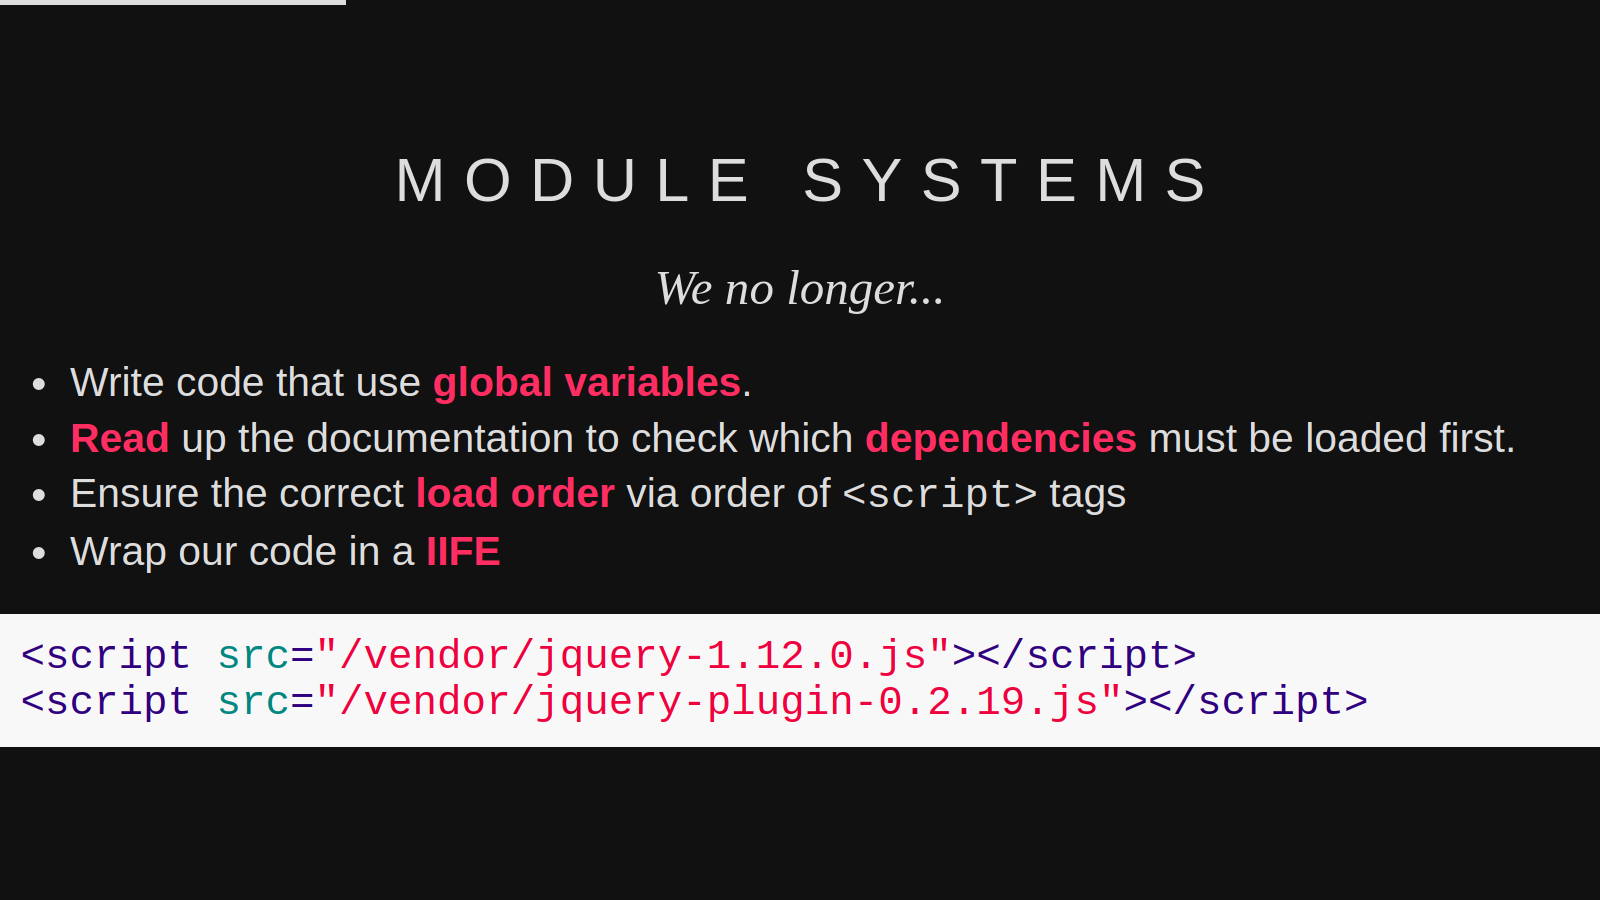 MODULE SYSTEMS
We no longer...
• Write code that use global variables.
• Read up the documentation to check which dependencies must be loaded first.
• Ensure the correct load order via order of <script> tags
• Wrap our code in a IIFE
<script src="/vendor/jquery-1.12.0.js"></script>
<script src="/vendor/jquery-plugin-0.2.19.js"></script>